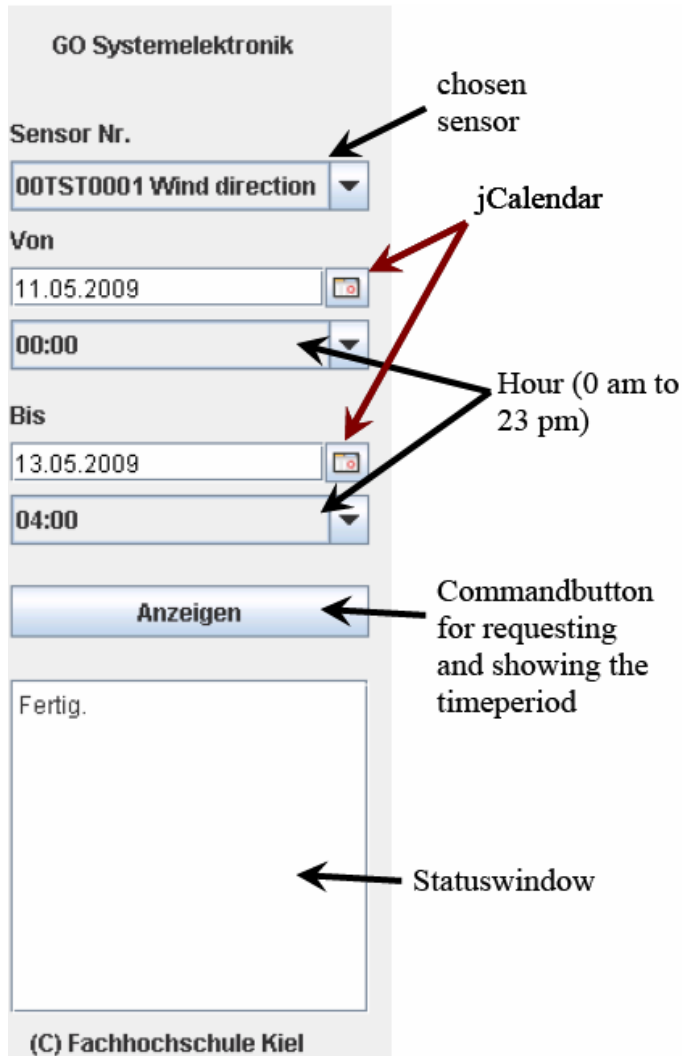 GO Systemelektronik
chosen
sensor
Sensor Nr.
00TST0001 Wind direction
jCalendar
Von
11.05.2009
00:00
Hour (0 am to
23 pm)
Bis
13.05.2009
04:00
Anzeigen
Commandbutton
for requesting
and showing the
timeperiod
Fertig.
Statuswindow
(C) Fachhochschule Kiel